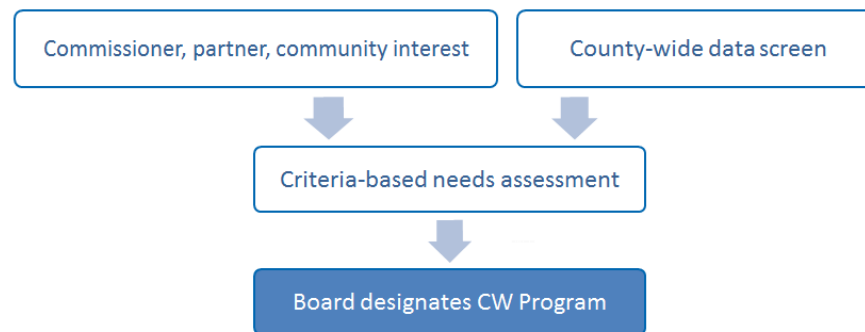 Commissioner, partner, community interest
County-wide data screen
Criteria-based needs assessment
Board designates CW Program